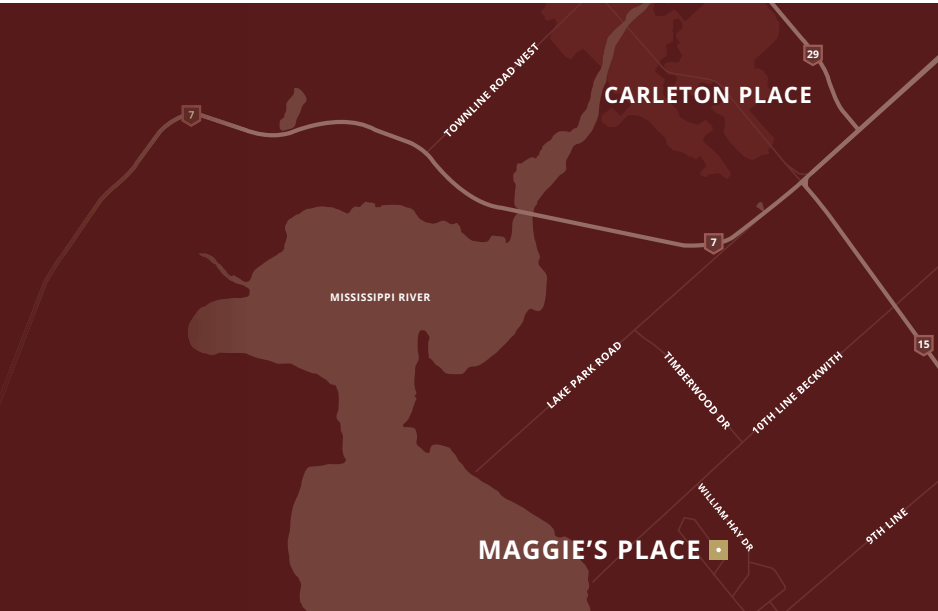 29
TOWNLINE ROAD WEST
CARLETON PLACE
7
7
MISSISSIPPI RIVER
15
LAKE PARK ROAD
TIMBERWOOD DR
10TH LINE BECKWITH
WILLIAM HAY DR
9TH LINE
MAGGIE’S PLACE